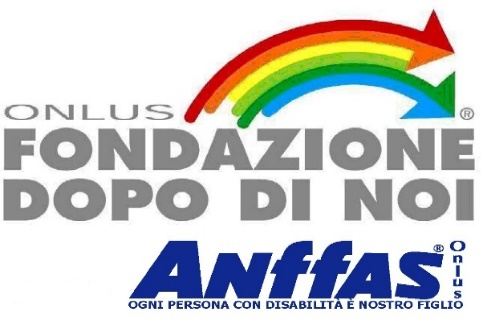 ONLUS ®
FONDAZIONE
DOPO DI NOI
ANffAS® Onlus
OGNI PERSONA CON DISABILITÀ È NOSTRO FIGLIO